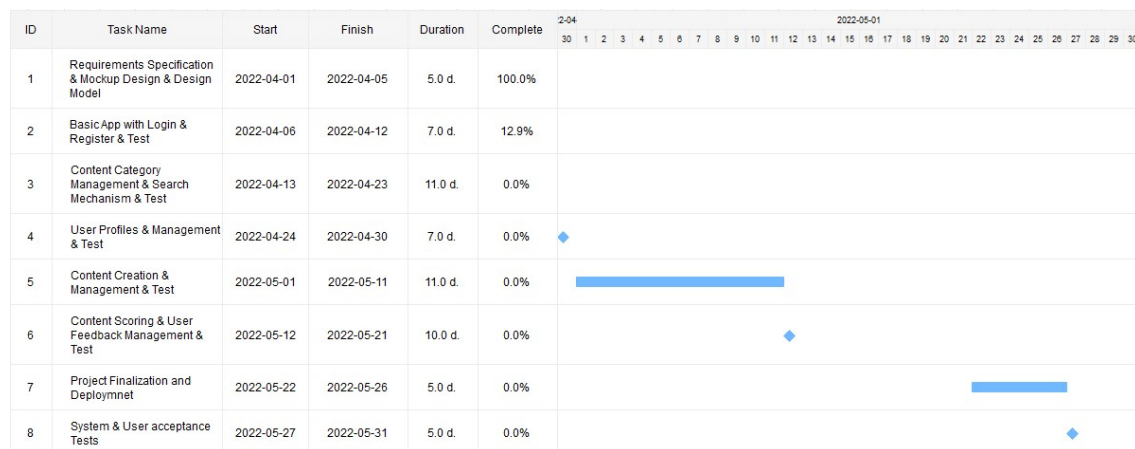 ID Task Name Start Finish Duration Complete
2-04 2022-05-01
30 1 2 3 4 5 6 7 8 9 10 11 12 13 14 15 16 17 18 19 20 21 22 23 24 25 26 27 28 29 30
1 Requirements Specification & Mockup Design & Design Model 2022-04-01 2022-04-05 5.0 d. 100.0%
2 Basic App with Login & Register & Test 2022-04-06 2022-04-12 7.0 d. 12.9%
3 Content Category Management & Search Mechanism & Test 2022-04-13 2022-04-23 11.0 d. 0.0%
4 User Profiles & Management & Test 2022-04-24 2022-04-30 7.0 d. 0.0%
5 Content Creation & Management & Test 2022-05-01 2022-05-11 11.0 d. 0.0%
6 Content Scoring & User Feedback Management & Test 2022-05-12 2022-05-21 10.0 d. 0.0%
7 Project Finalization and Deploymnet 2022-05-22 2022-05-26 5.0 d. 0.0%
8 System & User acceptance Tests 2022-05-27 2022-05-31 5.0 d. 0.0%